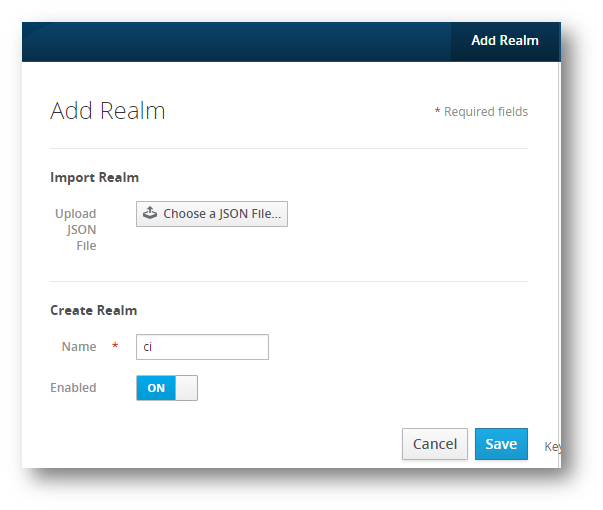 Add Realm
Add Realm
* Required fields
Import Realm
Upload
JSON
File
Choose a JSON File...
Create Realm
Name *
ci
Enabled
ON
Cancel
Save
Key